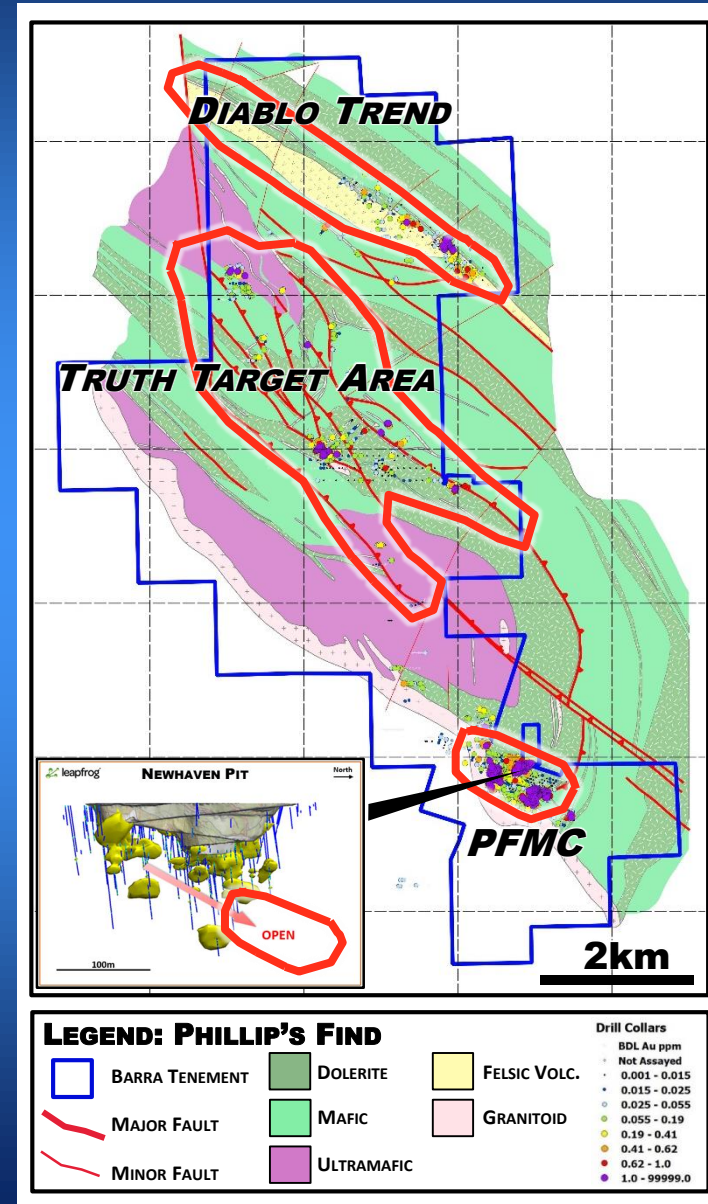 DIABLO TREND
TRUTH TARGET AREA
PFMC
2km
leapfrog
NEWHAVEN PIT
North
OPEN
100m
LEGEND: PHILLIP'S FIND
BARRA TENEMENT
MAJOR FAULT
MINOR FAULT
DOLERITE
MAFIC
ULTRAMAFIC
FELSIC VOLC.
GRANITOID
Drill Collars
BDL Au ppm
Not Assayed
0.001 - 0.015
0.015 - 0.025
0.025 - 0.055
0.055 - 0.19
0.19 - 0.41
0.41 - 0.62
0.62 - 1.0
1.0 - 99999.0